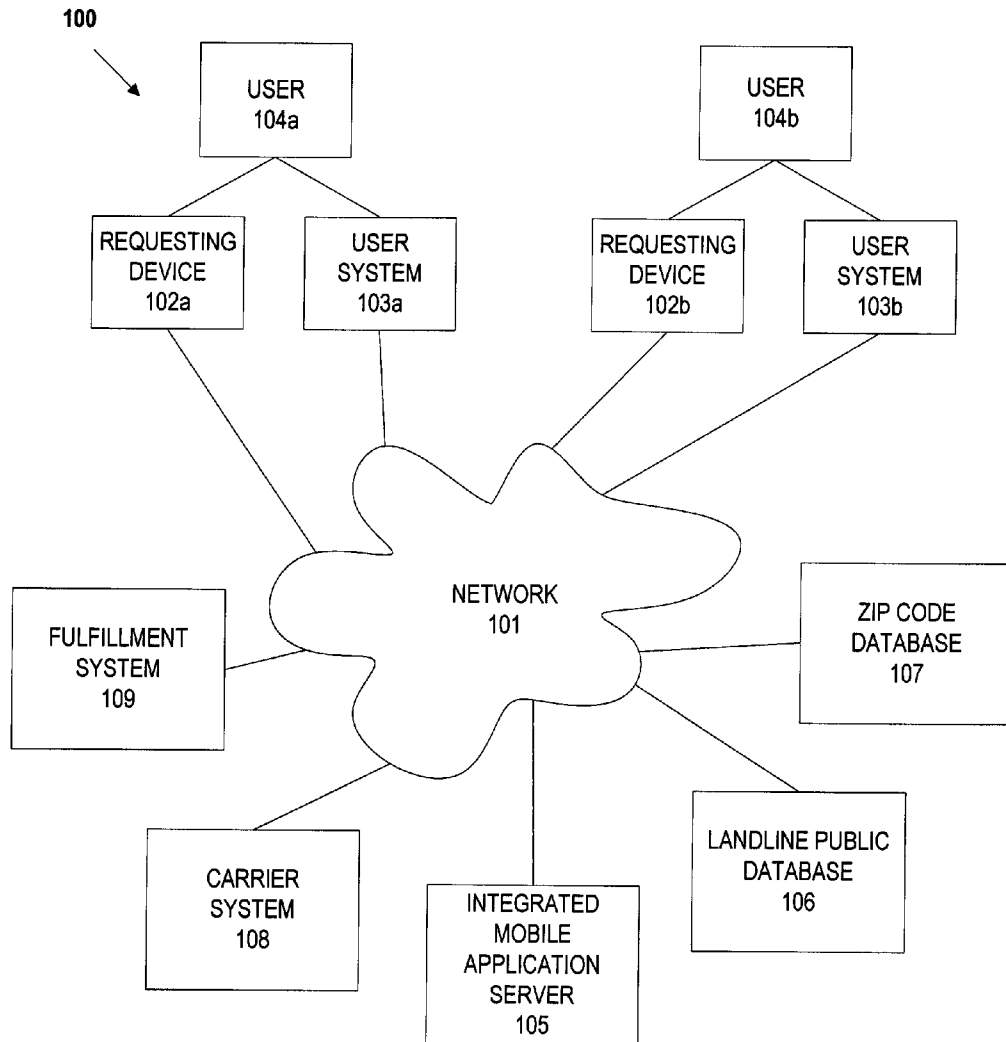 100
USER
104a
USER
104b
REQUESTING
DEVICE
102a
USER
SYSTEM
103a
REQUESTING
DEVICE
102b
USER
SYSTEM
103b
NETWORK
101
FULFILLMENT
SYSTEM
109
ZIP CODE
DATABASE
107
CARRIER
SYSTEM
108
INTEGRATED
MOBILE
APPLICATION
SERVER
105
LANDLINE PUBLIC
DATABASE
106